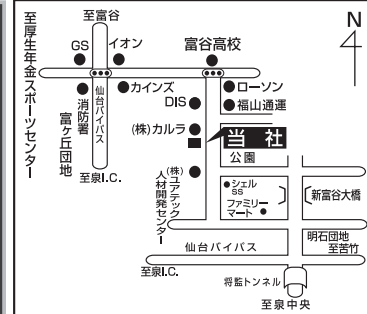 至富谷
N
至厚生年金スポーツセンター
GS
イオン
富谷高校
カインズ
ローソン
DIS
福山通運
消防署
富ヶ丘団地
仙台バイパス
(株)カルラ
当社
公園
至泉I.C.
(株)ユアテック
人材開発センター
シェル
SS
ファミリー
マート
新富谷大橋
明石団地
至苦竹
仙台バイパス
至泉I.C.
将監トンネル
至泉中央